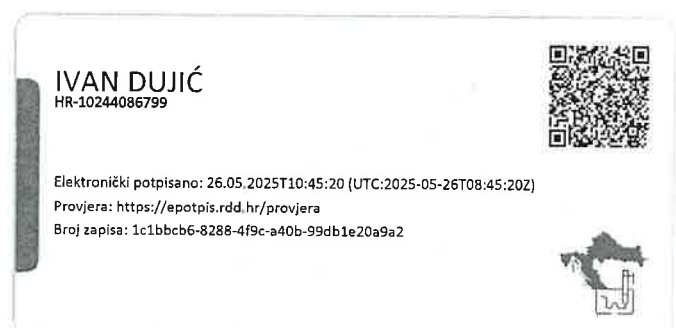 IVAN DUJIĆ
HR-10244086799
Elektronički potpisano: 26.05.2025T10:45:20 (UTC:2025-05-26T08:45:20Z)
Provjera: https://epotpis.rdd.hr/provjera
Broj zapisa: 1c1bbcb6-8288-4f9c-a40b-99db1e20a9a2